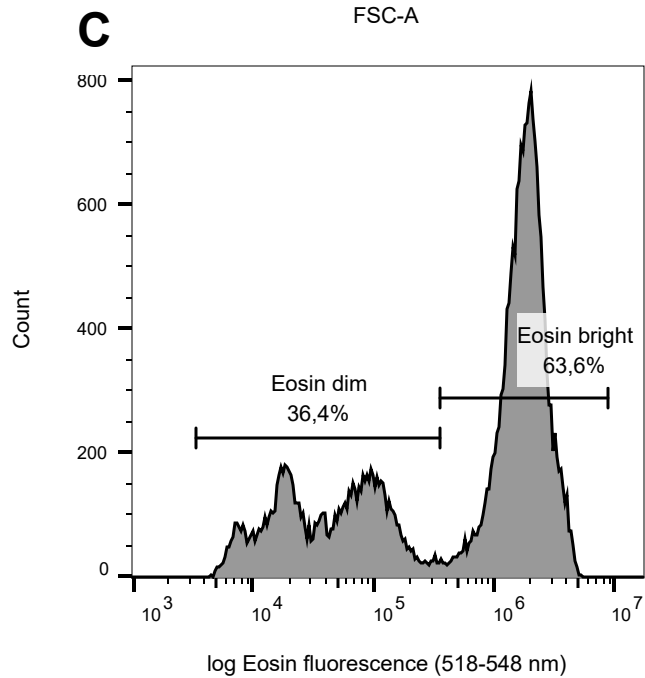 C
FSC-A
800
600
400
200
0
Count
Eosin dim
36,4%
Eosin bright
63,6%
10³ 10⁴ 10⁵ 10⁶ 10⁷
log Eosin fluorescence (518-548 nm)